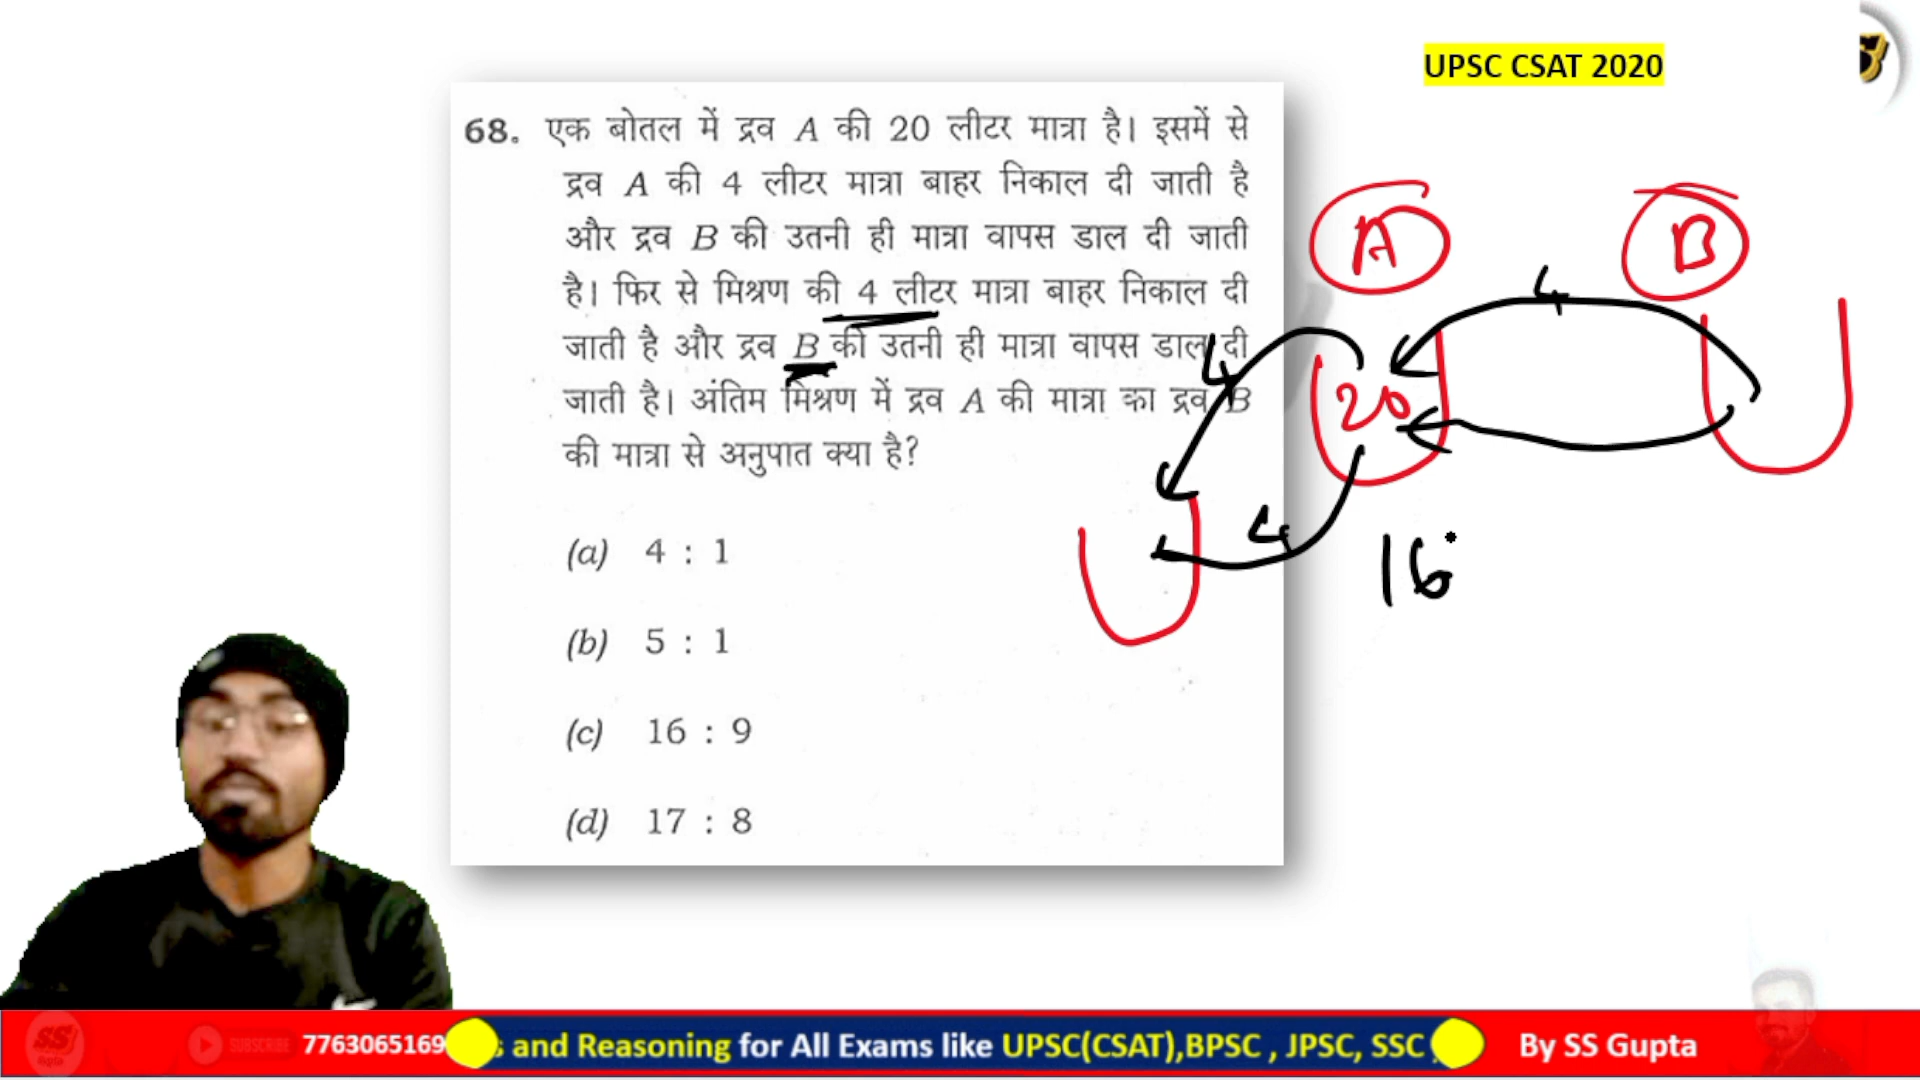 UPSC CSAT 2020
68. एक बोतल में द्रव A की 20 लीटर मात्रा है। इसमें से
द्रव A की 4 लीटर मात्रा बाहर निकाल दी जाती है
और द्रव B की उतनी ही मात्रा वापस डाल दी जाती
है। फिर से मिश्रण की 4 लीटर मात्रा बाहर निकाल दी
जाती है और द्रव B की उतनी ही मात्रा वापस डाल दी
जाती है। अंतिम मिश्रण में द्रव A की मात्रा का द्रव B
की मात्रा से अनुपात क्या है?
(a) 4 : 1
(b) 5 : 1
(c) 16 : 9
(d) 17 : 8
A
B
4
4
20
4
16
SS
Gupta
SUBSCRIBE
7763065169
and Reasoning for All Exams like UPSC(CSAT),BPSC , JPSC, SSC
By SS Gupta